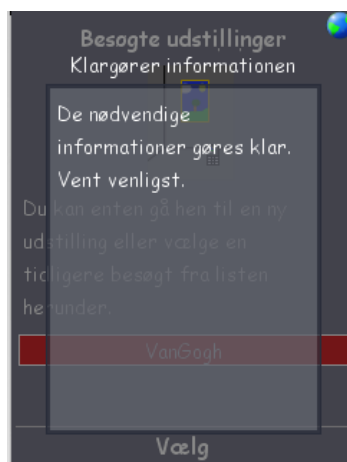 Besøgte udstillinger
Klargører informationen
De nødvendige
informationer gøres klar.
Vent venligst.
Du kan enten gå hen til en ny
udstilling eller vælge en
tidligere besøgt fra listen
herunder.
VanGogh
Vælg